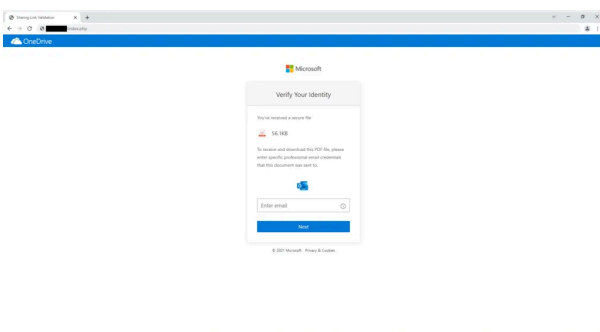 Sharing Link Validation
index.php
OneDrive
Microsoft
Verify Your Identity
You've received a secure file
56.1KB
To receive and download this PDF file, please
enter specific professional email credentials
that this document was sent to.
Enter email
Next
© 2017 Microsoft Privacy & Cookies